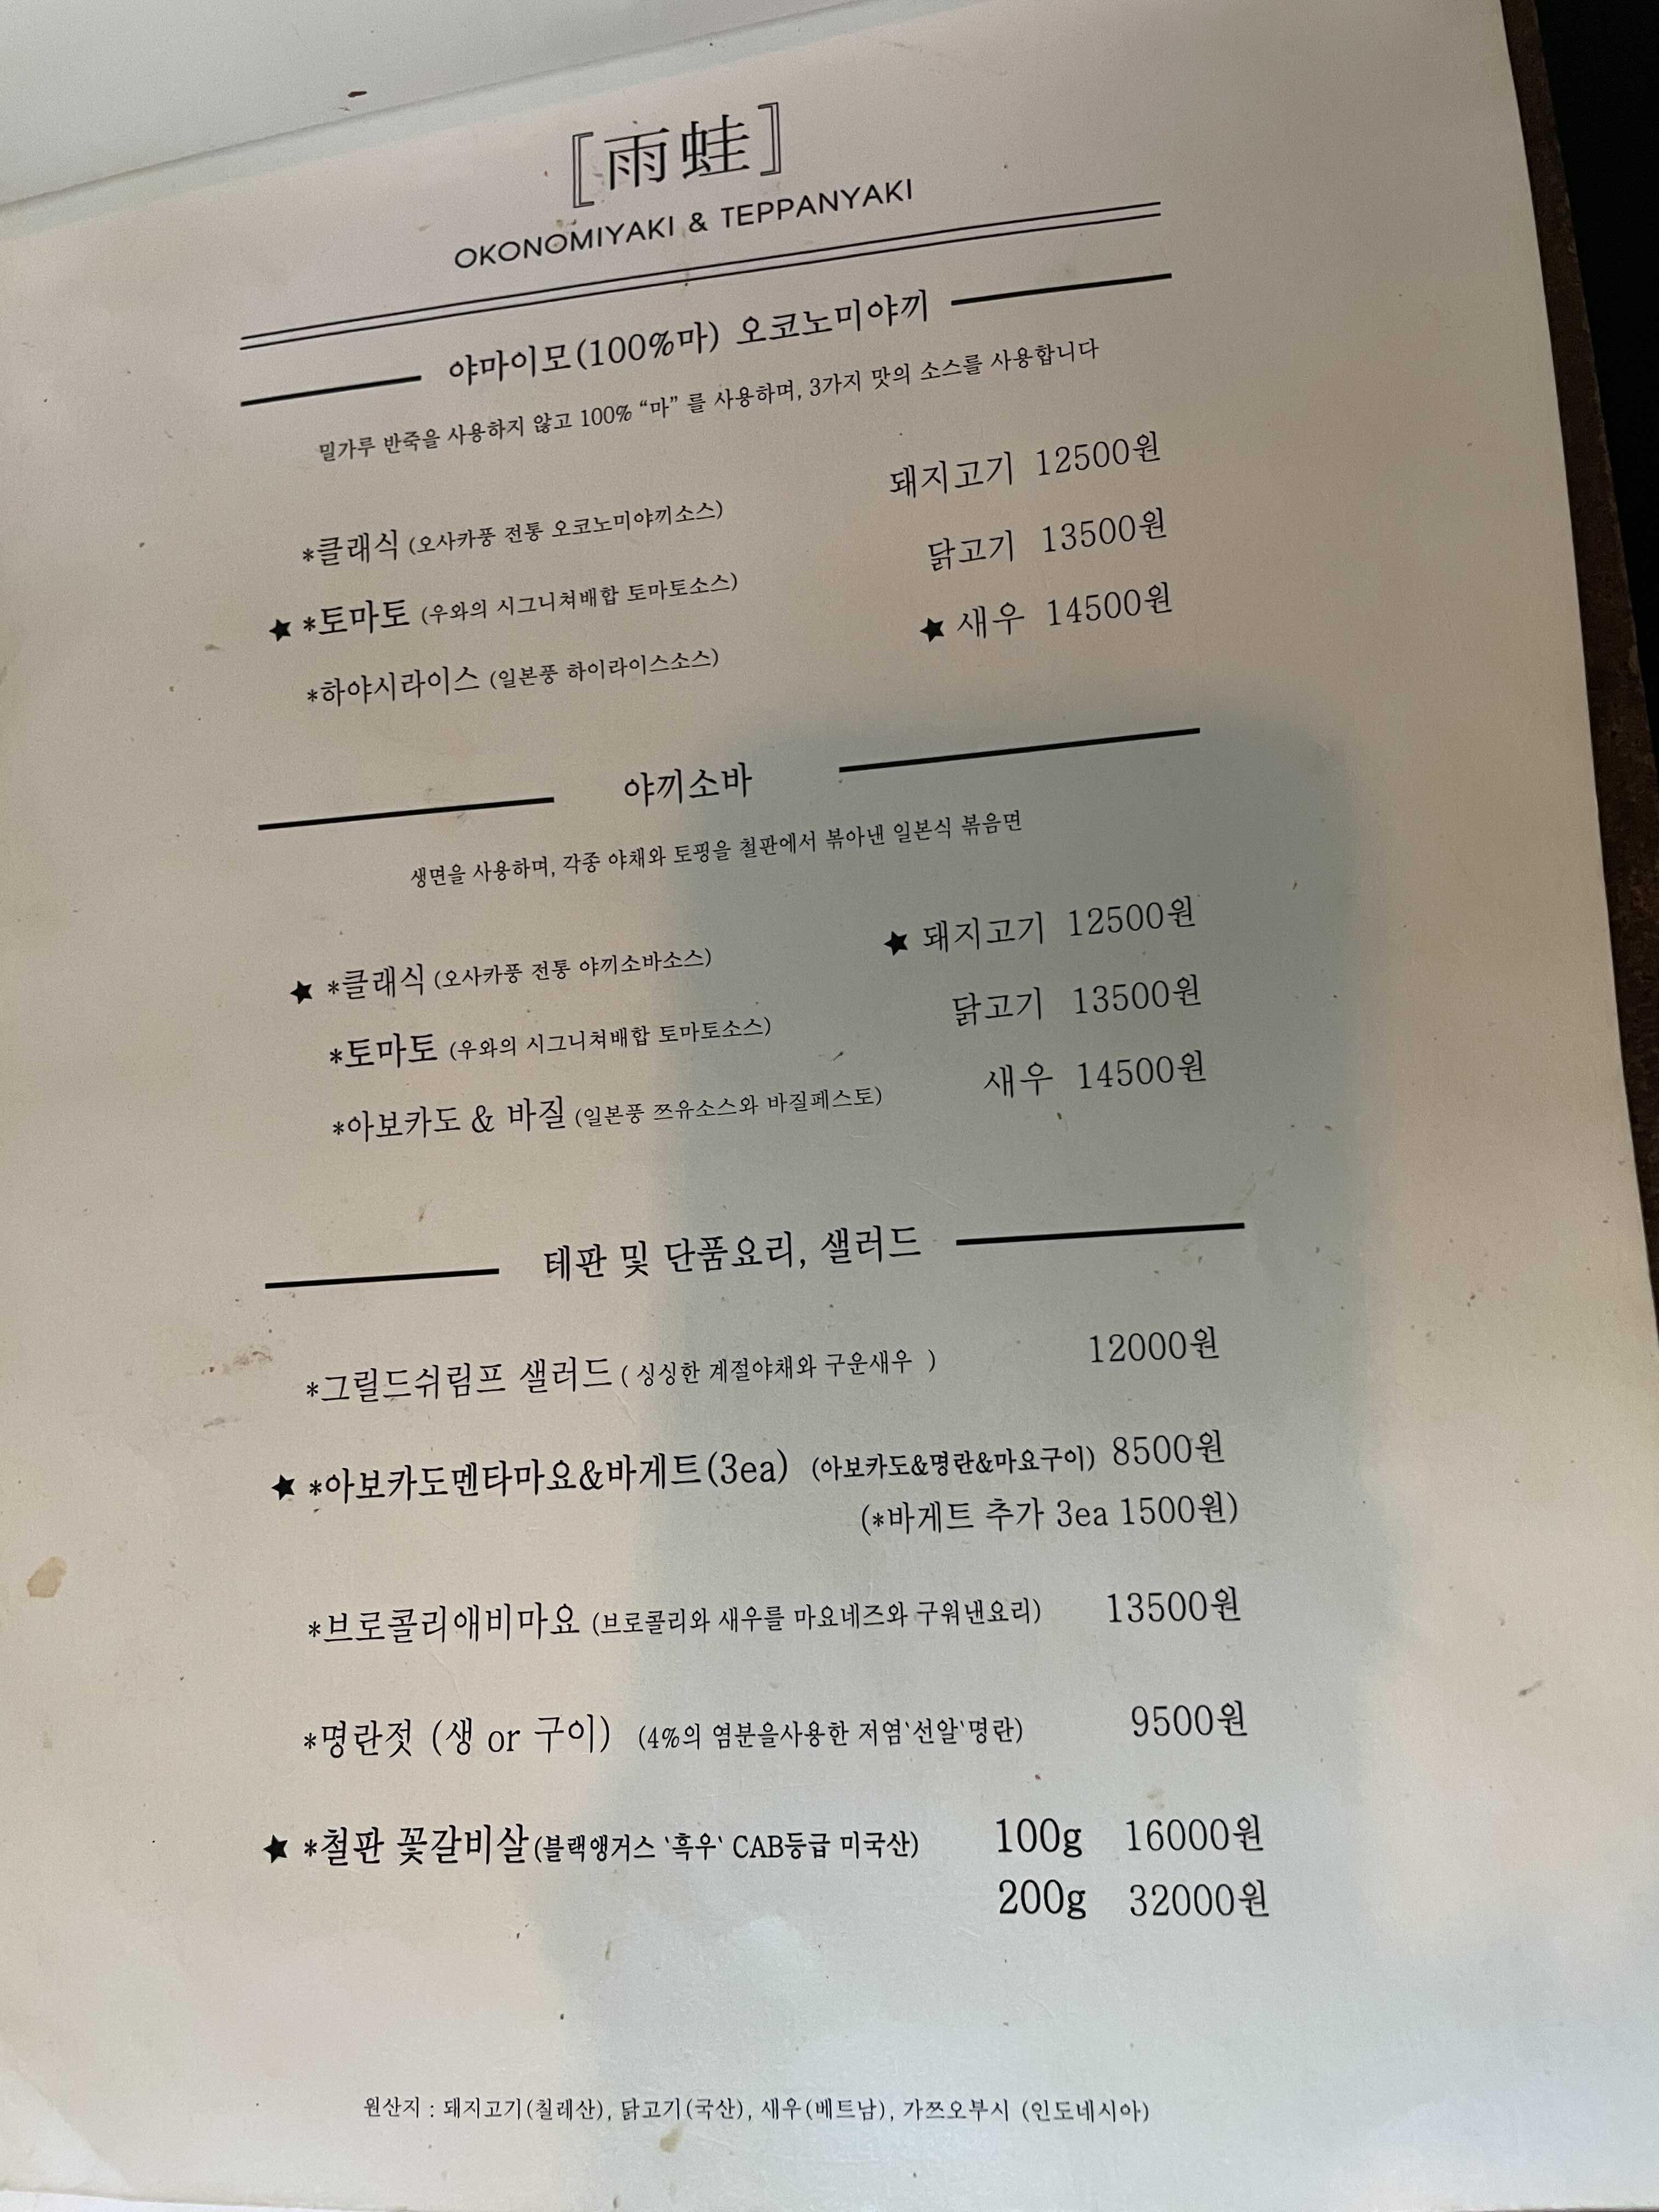 [雨蛙]
OKONOMIYAKI & TEPPANYAKI
야마이모(100%마) 오코노미야끼
밀가루 반죽을 사용하지 않고 100% “마” 를 사용하며, 3가지 맛의 소스를 사용합니다
*클래식 (오사카풍 전통 오코노미야끼소스)
돼지고기 12500원
★ *토마토 (우와의 시그니쳐배합 토마토소스)
닭고기 13500원
*하야시라이스 (일본풍 하이라이스소스)
★ 새우 14500원
야끼소바
생면을 사용하며, 각종 야채와 토핑을 철판에서 볶아낸 일본식 볶음면
★ *클래식 (오사카풍 전통 야끼소바소스)
★ 돼지고기 12500원
*토마토 (우와의 시그니쳐배합 토마토소스)
닭고기 13500원
*아보카도 & 바질 (일본풍 쯔유소스와 바질페스토)
새우 14500원
테판 및 단품요리, 샐러드
*그릴드쉬림프 샐러드 ( 싱싱한 계절야채와 구운새우 ) 12000원
★ *아보카도멘타마요&바게트(3ea) (아보카도&명란&마요구이) 8500원
(*바게트 추가 3ea 1500원)
*브로콜리애비마요 (브로콜리와 새우를 마요네즈와 구워낸요리) 13500원
*명란젓 (생 or 구이) (4%의 염분을사용한 저염‵선알‵명란) 9500원
★ *철판 꽃갈비살(블랙앵거스 ‵흑우‵ CAB등급 미국산) 100g 16000원
200g 32000원
원산지 : 돼지고기(칠레산), 닭고기(국산), 새우(베트남), 가쯔오부시 (인도네시아)